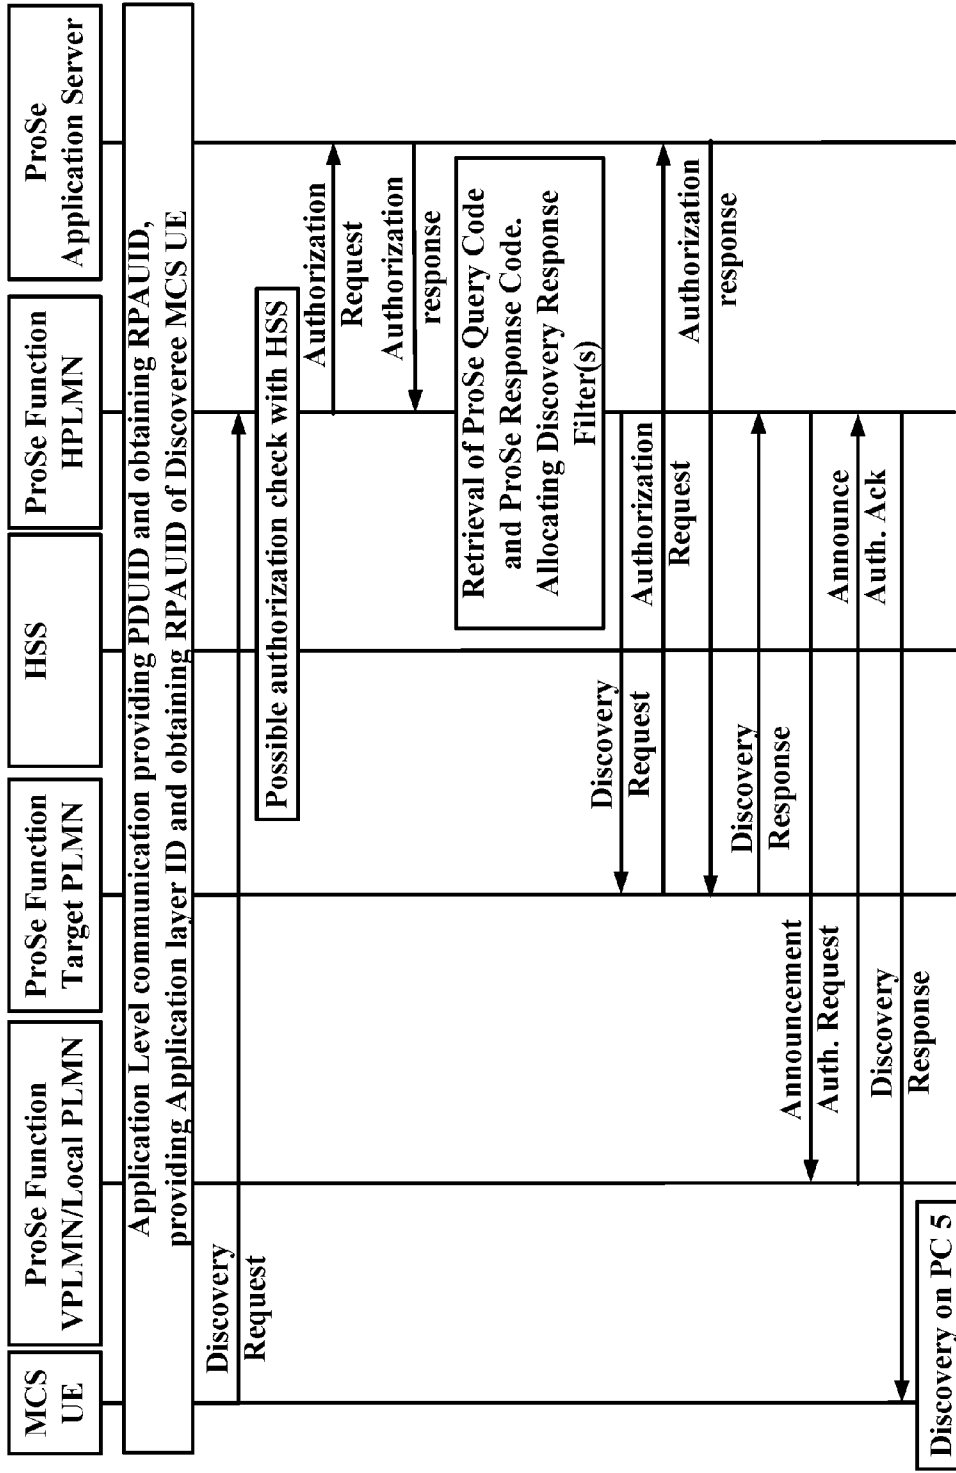 MCS
UE
ProSe Function
VPLMN/Local PLMN
ProSe Function
Target PLMN
HSS
ProSe Function
HPLMN
ProSe
Application Server
Application Level communication providing PDUID and obtaining RPAUID,
providing Application layer ID and obtaining RPAUID of Discoveree MCS UE
Discovery
Request
Possible authorization check with HSS
Authorization
Request
Authorization
response
Retrieval of ProSe Query Code
and ProSe Response Code.
Allocating Discovery Response
Filter(s)
Discovery
Request
Authorization
Request
Authorization
response
Discovery
Response
Announcement
Auth. Request
Announce
Auth. Ack
Discovery
Response
Discovery on PC 5